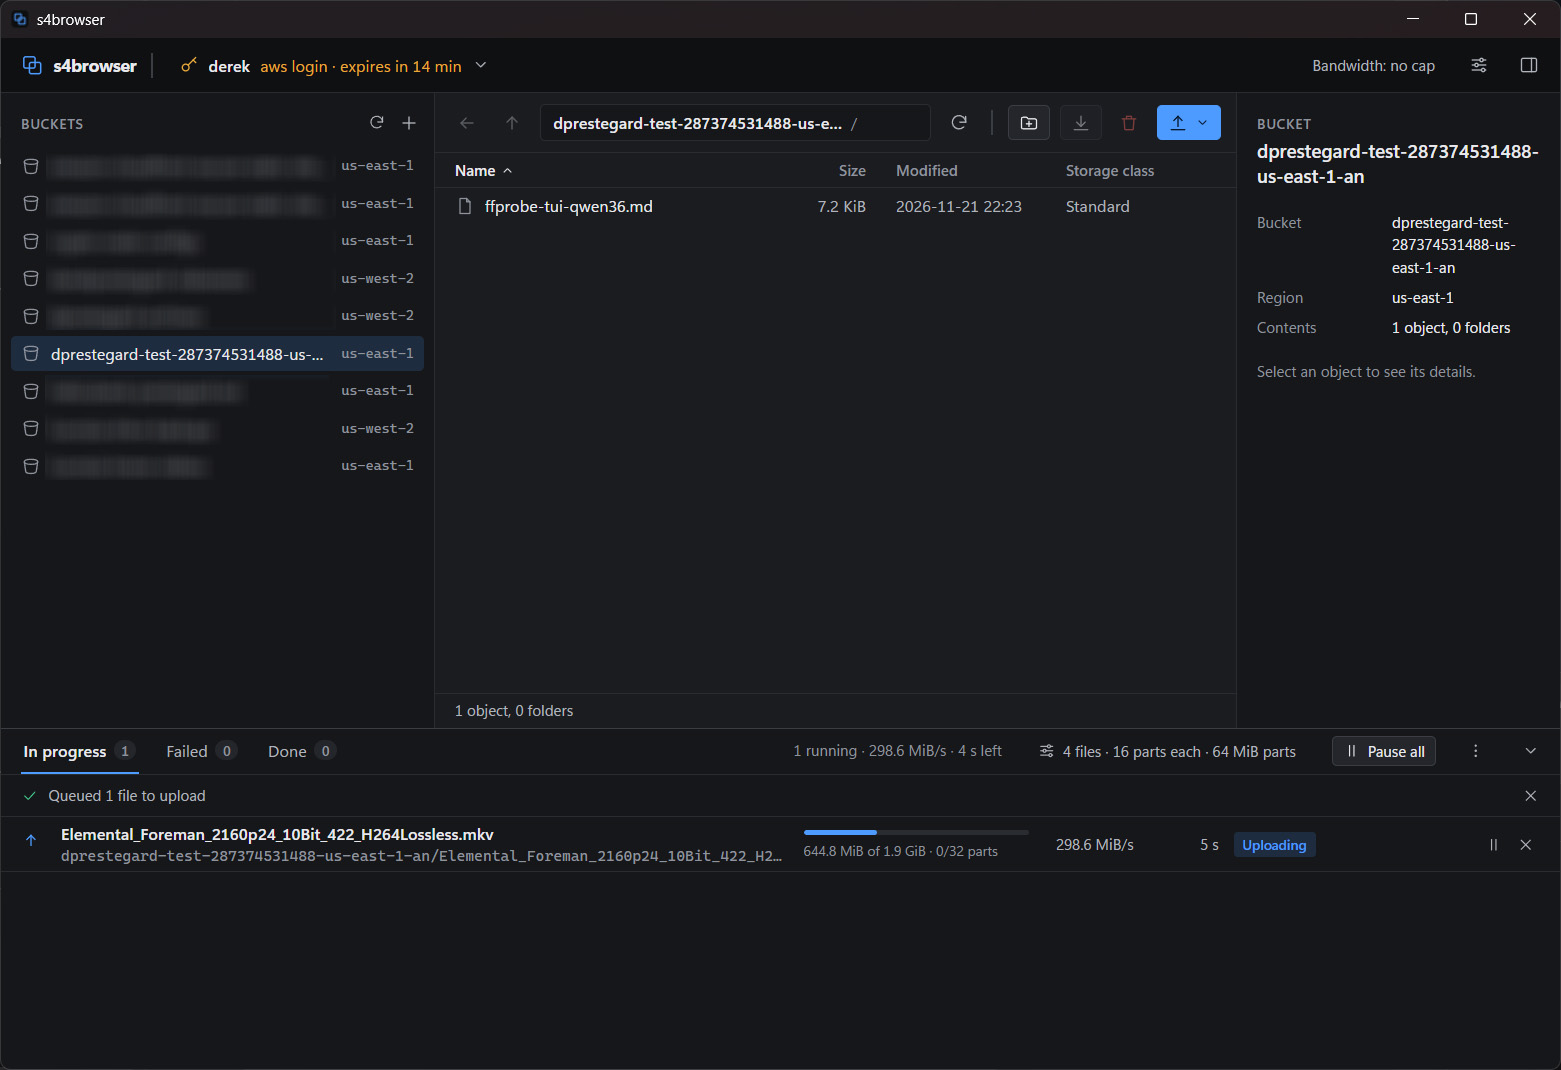 s4browser
s4browser
derek aws login · expires in 14 min
Bandwidth: no cap
BUCKETS
us-east-1
us-east-1
us-east-1
us-west-2
us-west-2
dprestegard-test-287374531488-us-... us-east-1
us-east-1
us-west-2
us-east-1
dprestegard-test-287374531488-us-e... /
Name Size Modified Storage class
ffprobe-tui-qwen36.md 7.2 KiB 2026-11-21 22:23 Standard
1 object, 0 folders
BUCKET
dprestegard-test-287374531488-
us-east-1-an
Bucket dprestegard-test-
287374531488-us-
east-1-an
Region us-east-1
Contents 1 object, 0 folders
Select an object to see its details.
In progress 1 Failed 0 Done 0 1 running · 298.6 MiB/s · 4 s left 4 files · 16 parts each · 64 MiB parts Pause all
Queued 1 file to upload
Elemental_Foreman_2160p24_10Bit_422_H264Lossless.mkv
dprestegard-test-287374531488-us-east-1-an/Elemental_Foreman_2160p24_10Bit_422_H2...
644.8 MiB of 1.9 GiB · 0/32 parts
298.6 MiB/s 5 s Uploading